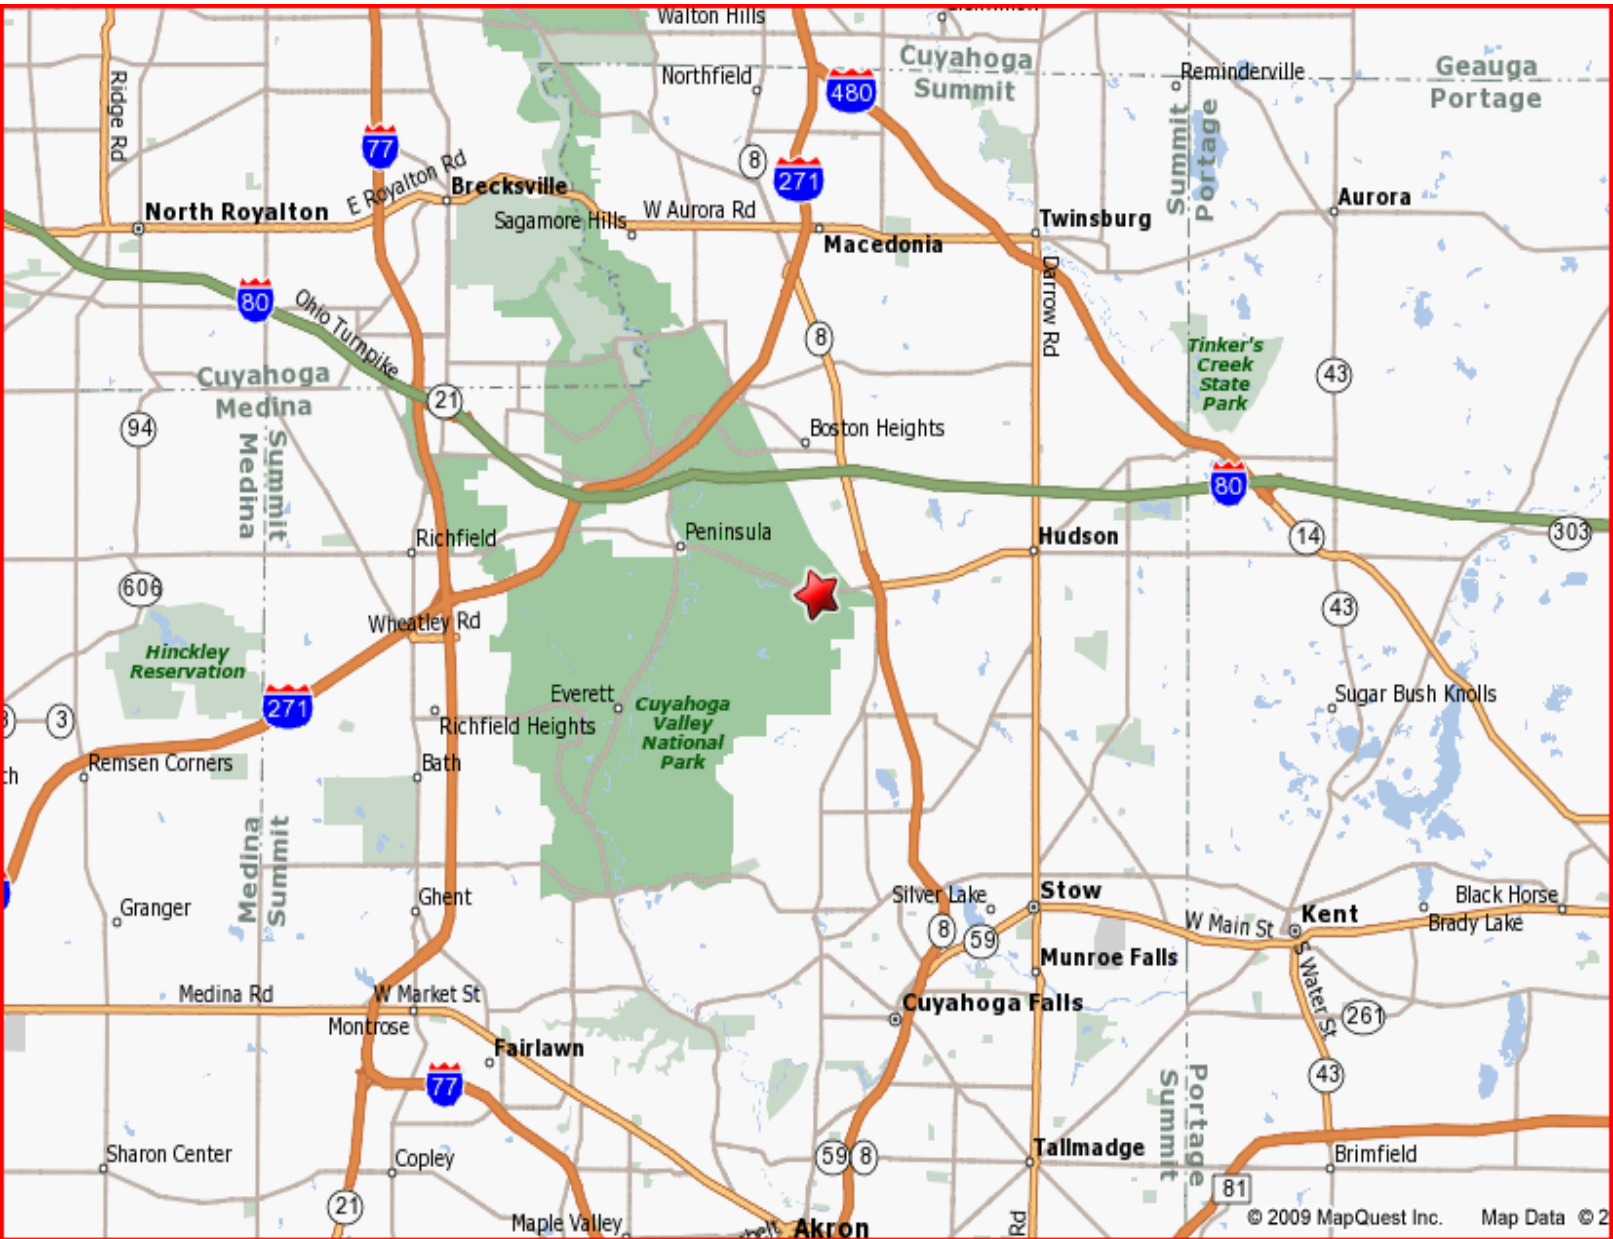 Walton Hills
Northfield
Cuyahoga
Summit
480
Reminderville
Geauga
Portage
Ridge Rd
77
8
271
Summit
Portage
E Royalton Rd
Brecksville
Aurora
North Royalton
Sagamore Hills
W Aurora Rd
Twinsburg
Macedonia
80
Ohio Turnpike
Darrow Rd
8
Tinker's
Creek
State
Park
43
Cuyahoga
Medina
21
94
Medina
Summit
Boston Heights
80
Richfield
Peninsula
Hudson
14
303
606
43
Wheatley Rd
Hinckley
Reservation
271
3
Everett
Cuyahoga
Valley
National
Park
Sugar Bush Knolls
Richfield Heights
Remsen Corners
Bath
ch
Medina
Summit
Granger
Ghent
Silver Lake
Stow
Black Horse
8
59
W Main St
Kent
Brady Lake
Munroe Falls
Medina Rd
W Market St
Cuyahoga Falls
S Water St
261
Montrose
Fairlawn
77
43
Summit
Portage
Sharon Center
Copley
59
8
Tallmadge
Brimfield
21
81
Maple Valley
Akron
Rd
© 2009 MapQuest Inc.
Map Data © 2